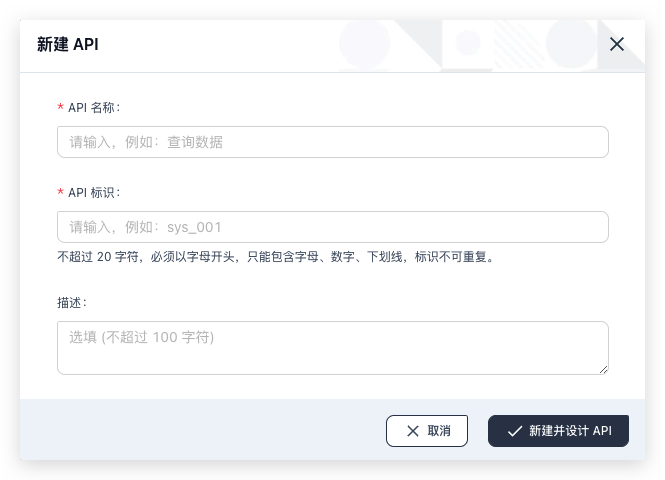 新建 API
* API 名称：
请输入，例如：查询数据
* API 标识：
请输入，例如：sys_001
不超过 20 字符，必须以字母开头，只能包含字母、数字、下划线，标识不可重复。
描述：
选填 (不超过 100 字符)
取消
新建并设计 API